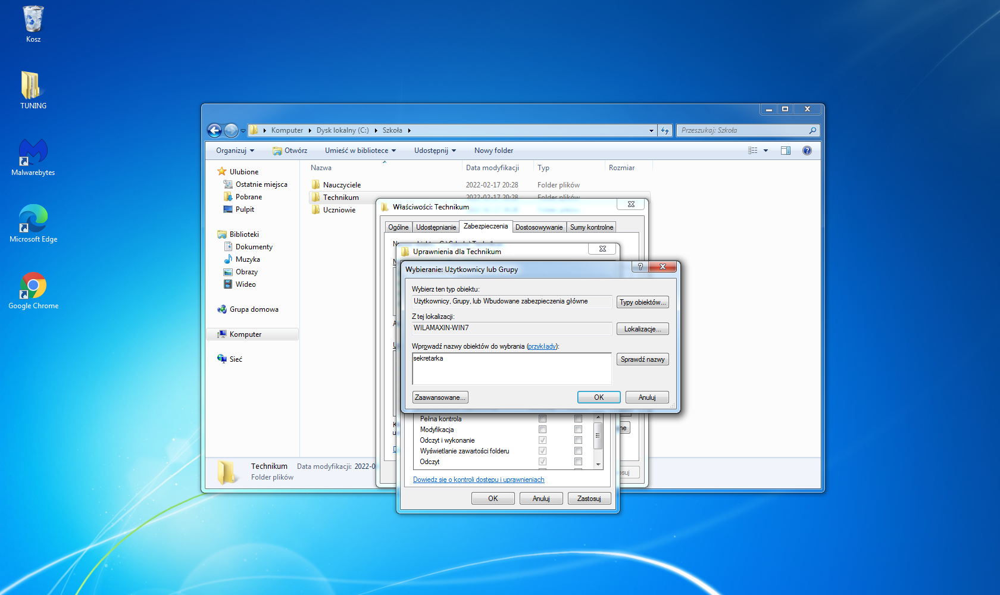 Kosz
TUNING
Malwarebytes
Microsoft Edge
Google Chrome
Komputer Dysk lokalny (C:) Szkoła
Przeszukaj: Szkoła
Organizuj Otwórz Umieść w bibliotece Udostępnij Nowy folder
Ulubione
Ostatnie miejsca
Pobrane
Pulpit
Biblioteki
Dokumenty
Muzyka
Obrazy
Wideo
Grupa domowa
Komputer
Sieć
Nazwa Data modyfikacji Typ Rozmiar
Nauczyciele 2022-02-17 20:28 Folder plików
Technikum 2022-02-17 20:28 Folder plików
Uczniowie
Właściwości: Technikum
Ogólne Udostępnianie Zabezpieczenia Dostosowywanie Sumy kontrolne
Uprawnienia dla Technikum
Wybieranie: Użytkownicy lub Grupy
Wybierz ten typ obiektu:
Użytkownicy, Grupy, lub Wbudowane zabezpieczenia główne
Typy obiektów...
Z tej lokalizacji:
WILAMAXIN-WIN7
Lokalizacje...
Wprowadź nazwy obiektów do wybrania (przykłady):
sekretarka
Sprawdź nazwy
Zaawansowane...
OK
Anuluj
Pełna kontrola
Modyfikacja
Odczyt i wykonanie
Wyświetlanie zawartości folderu
Odczyt
Dowiedz się o kontroli dostępu i uprawnieniach
OK Anuluj Zastosuj
Technikum Data modyfikacji: 2022-0
Folder plików